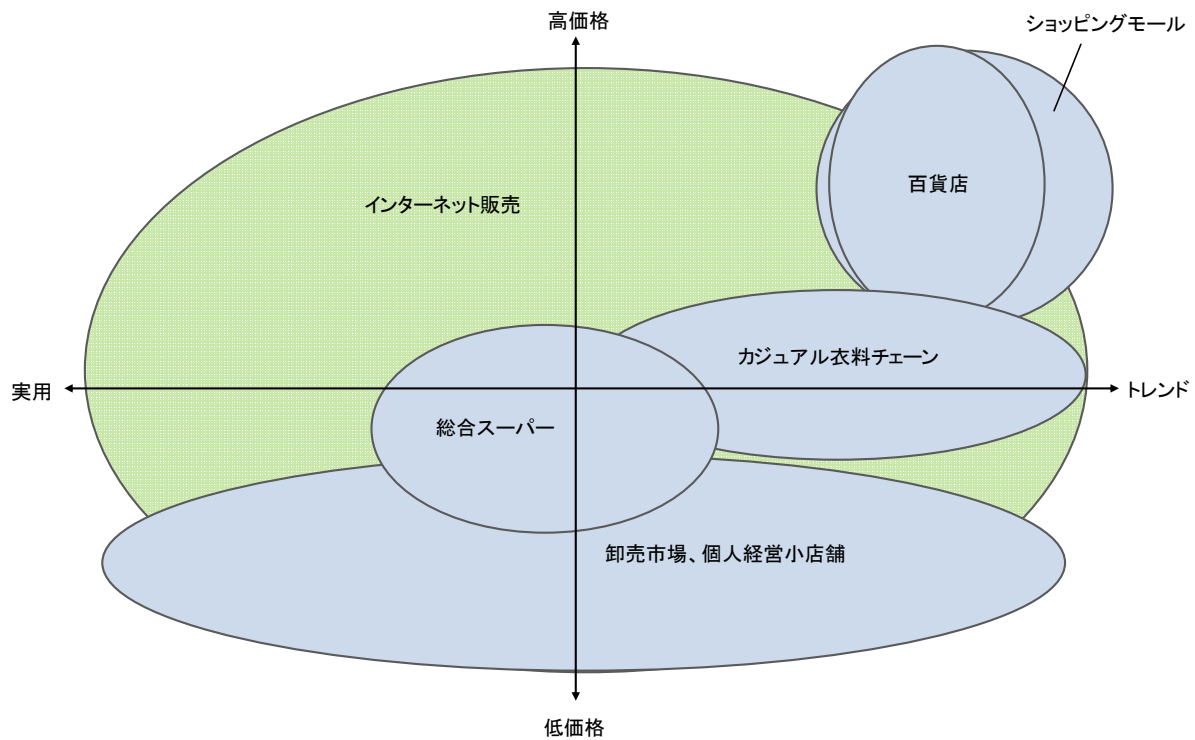 高価格
ショッピングモール
百貨店
インターネット販売
カジュアル衣料チェーン
実用
トレンド
総合スーパー
卸売市場、個人経営小店舗
低価格